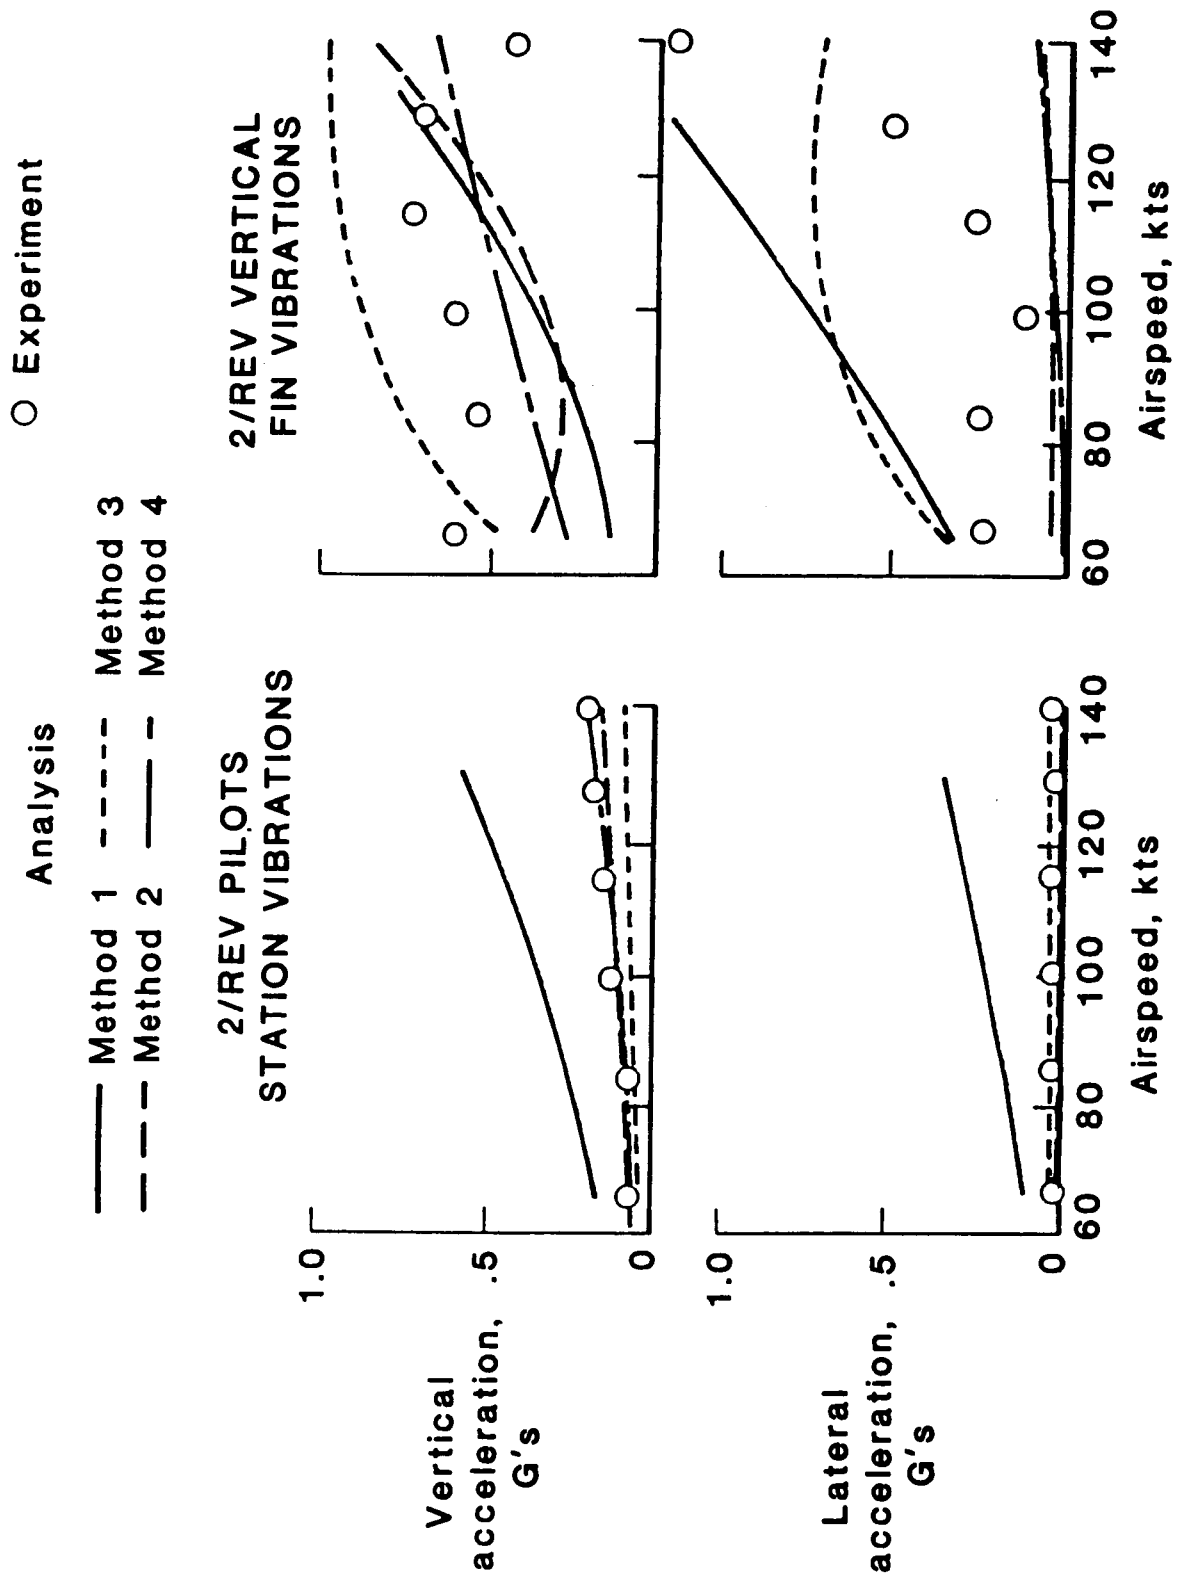 Analysis
○ Experiment
Method 1
Method 3
Method 2
Method 4
2/REV PILOTS
STATION VIBRATIONS
2/REV VERTICAL
FIN VIBRATIONS
Vertical
acceleration,
G's
1.0
.5
0
Lateral
acceleration,
G's
1.0
.5
0
60 80 100 120 140
Airspeed, kts
60 80 100 120 140
Airspeed, kts